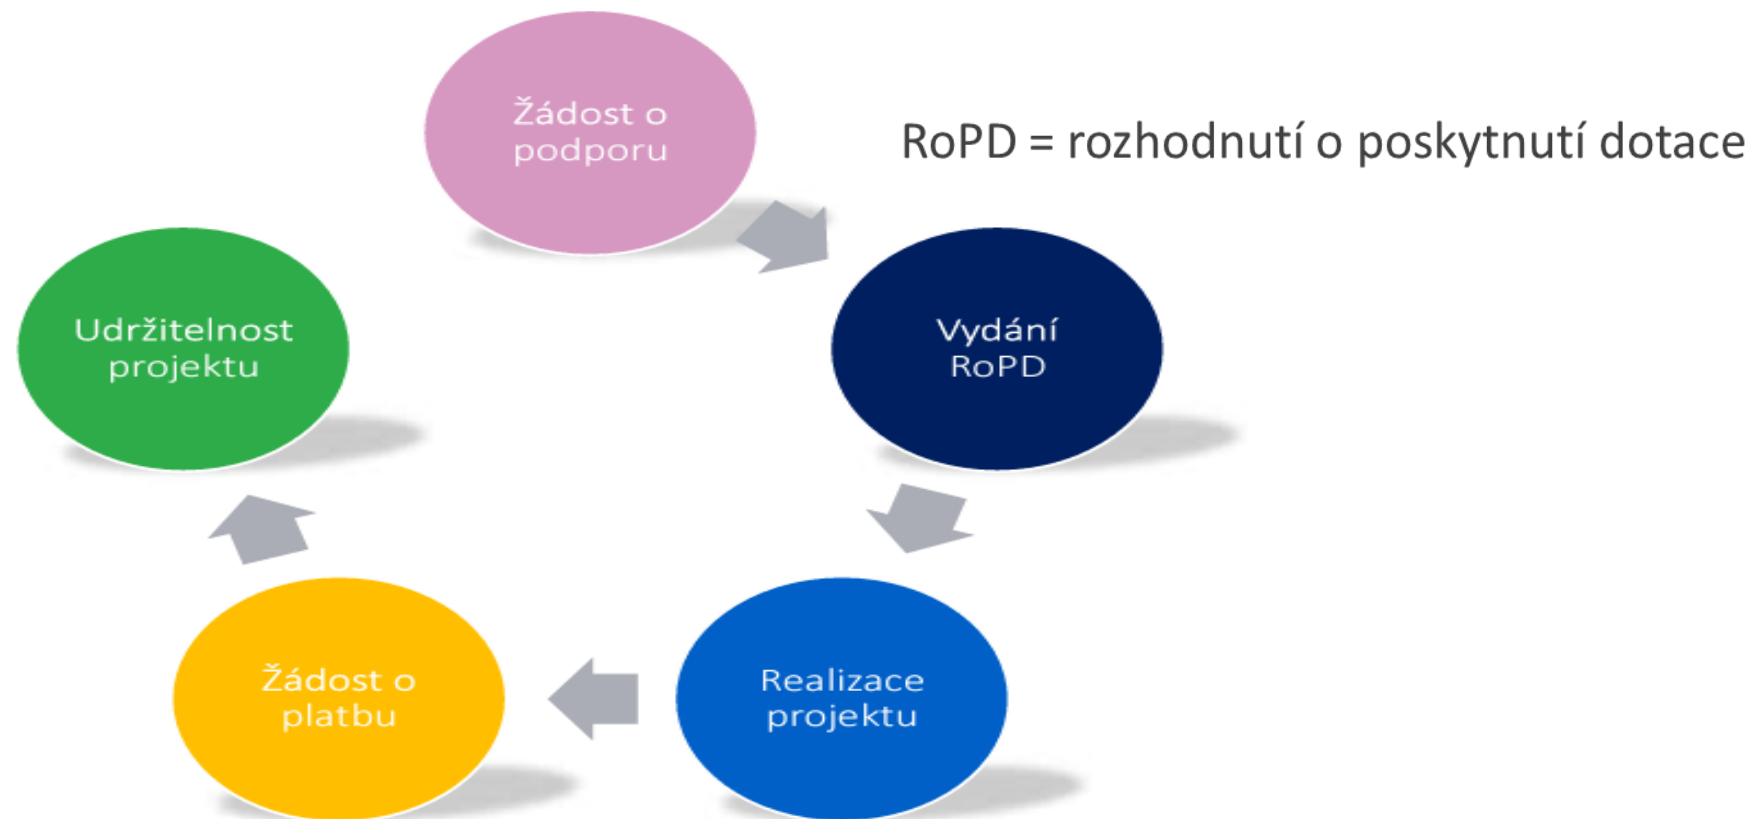 Žádost o
podporu
RoPD = rozhodnutí o poskytnutí dotace
Vydání
RoPD
Realizace
projektu
Žádost o
platbu
Udržitelnost
projektu